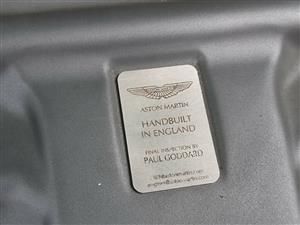 ASTON MARTIN
HANDBUILT
IN ENGLAND
FINAL INSPECTION BY
PAUL GODDARD